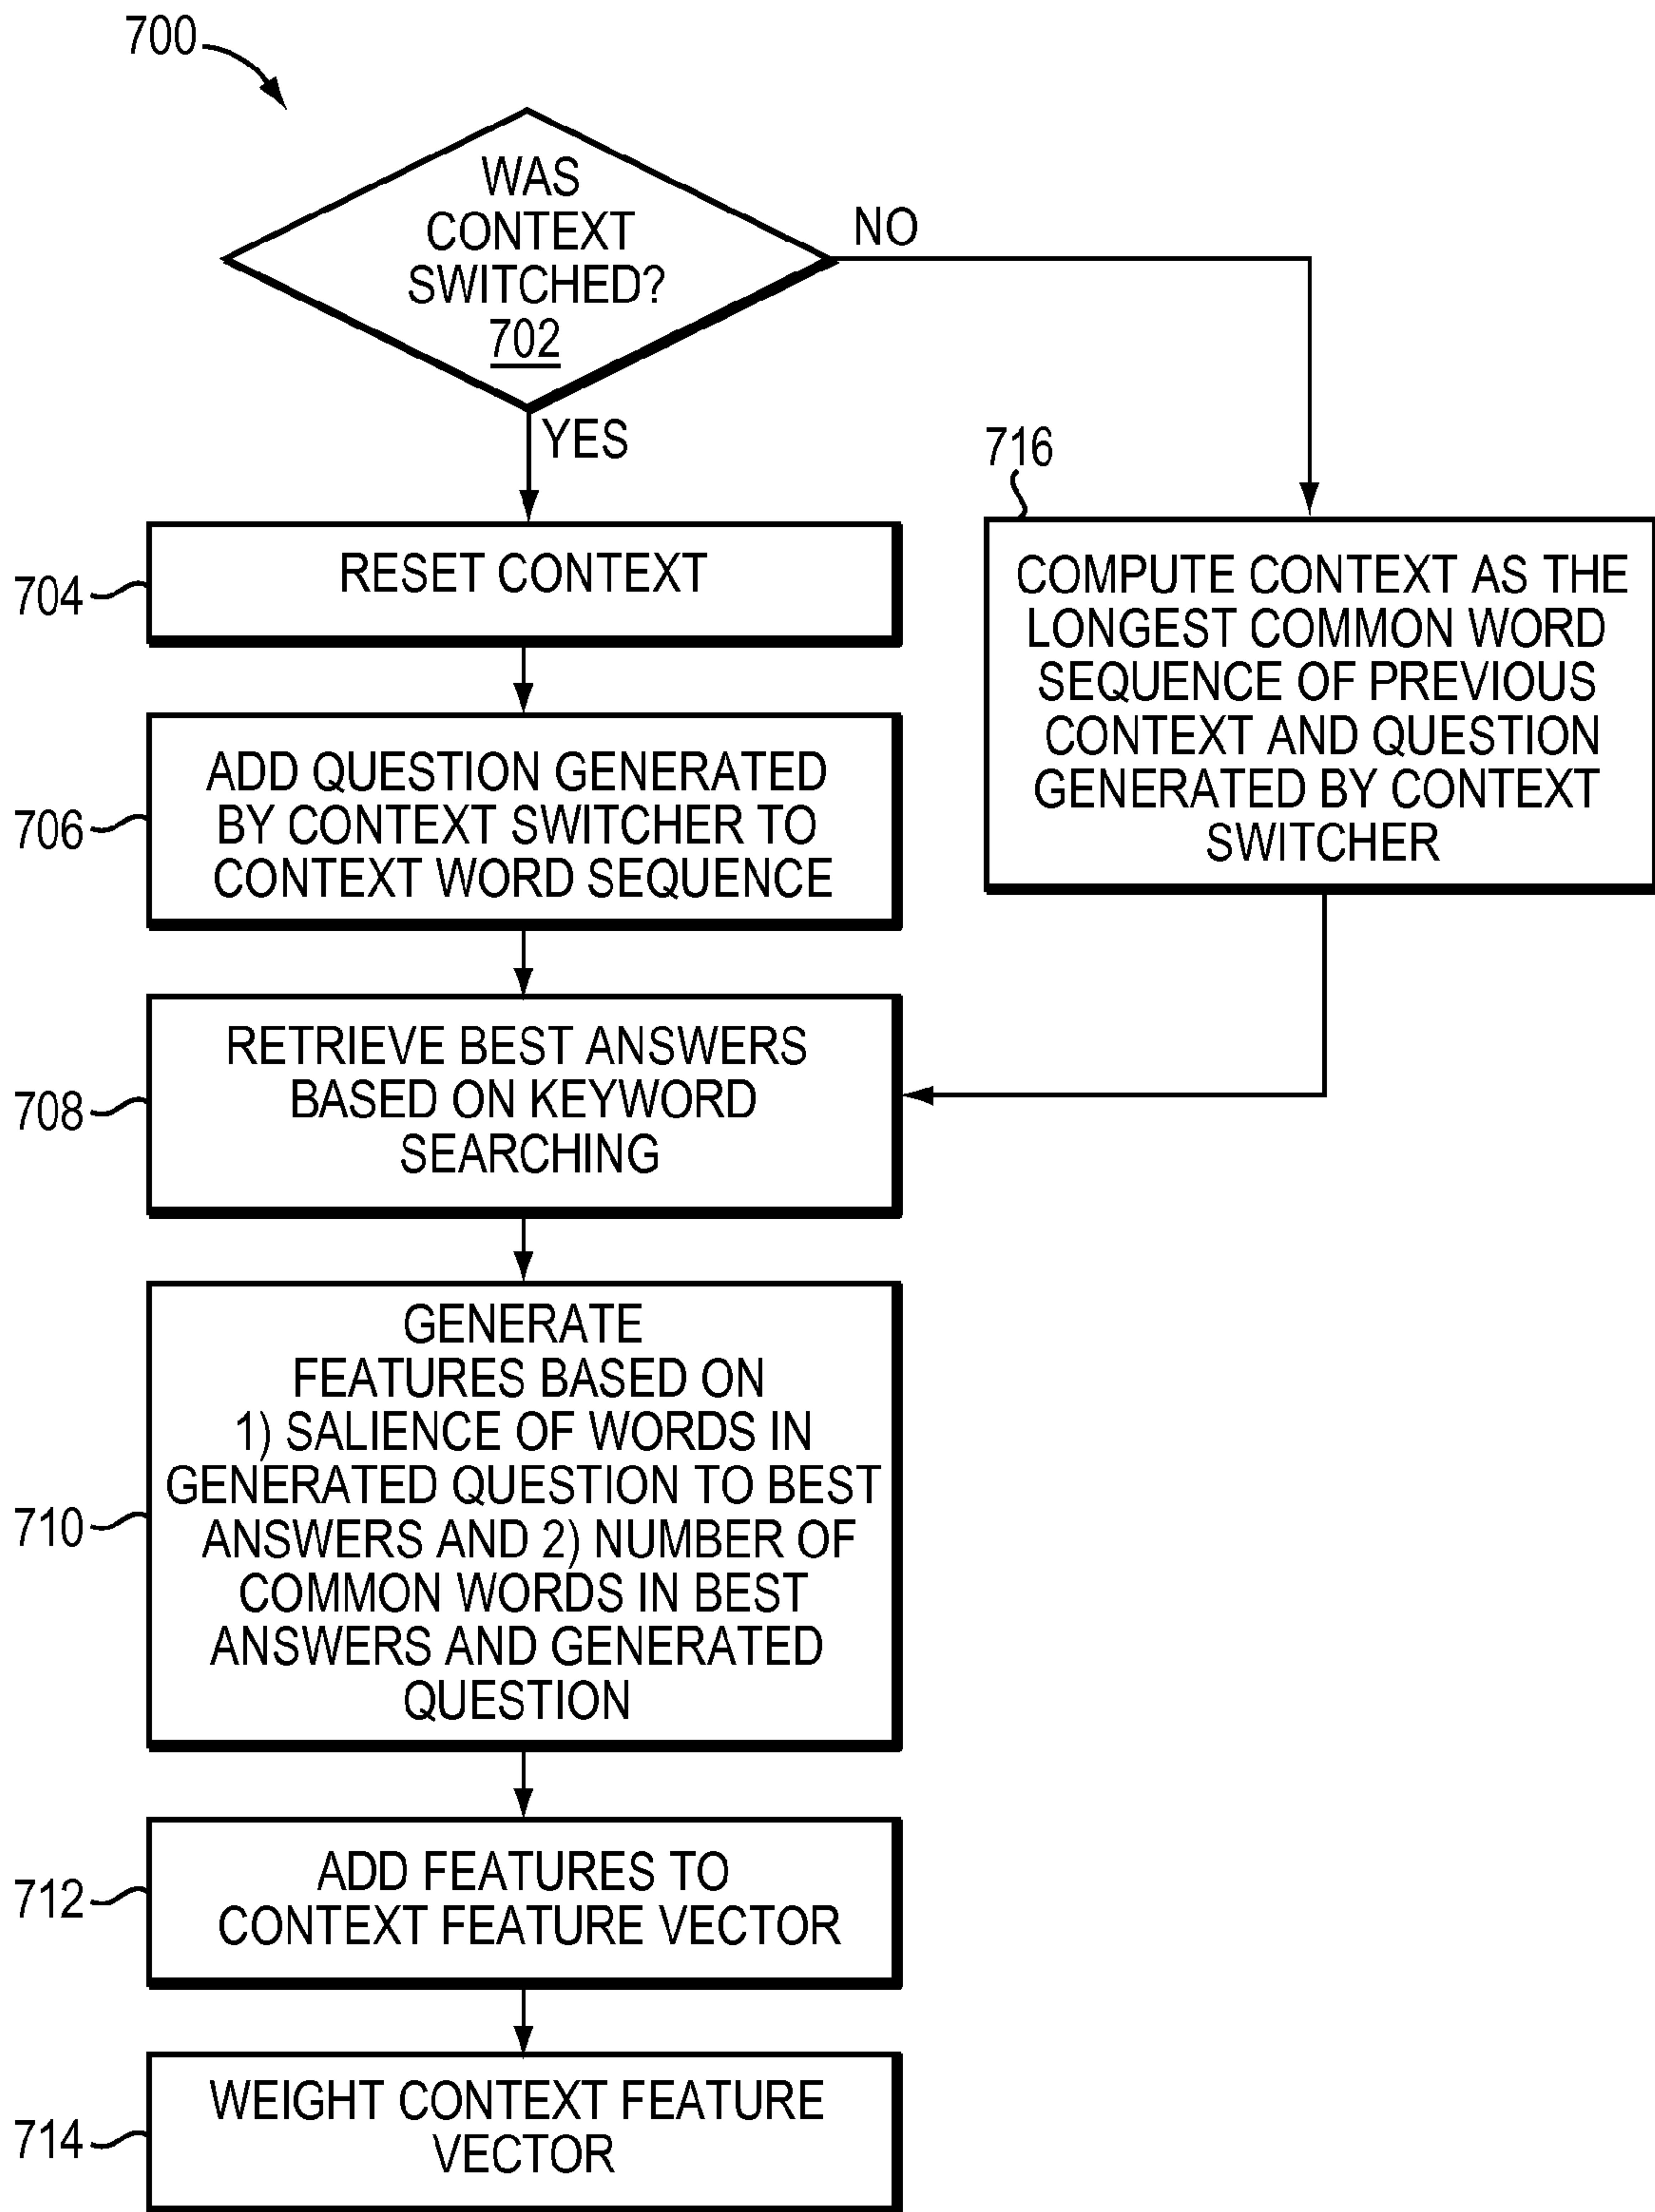 700
WAS
CONTEXT
SWITCHED?
702
NO
YES
716
704
RESET CONTEXT
COMPUTE CONTEXT AS THE
LONGEST COMMON WORD
SEQUENCE OF PREVIOUS
CONTEXT AND QUESTION
GENERATED BY CONTEXT
SWITCHER
706
ADD QUESTION GENERATED
BY CONTEXT SWITCHER TO
CONTEXT WORD SEQUENCE
708
RETRIEVE BEST ANSWERS
BASED ON KEYWORD
SEARCHING
710
GENERATE
FEATURES BASED ON
1) SALIENCE OF WORDS IN
GENERATED QUESTION TO BEST
ANSWERS AND 2) NUMBER OF
COMMON WORDS IN BEST
ANSWERS AND GENERATED
QUESTION
712
ADD FEATURES TO
CONTEXT FEATURE VECTOR
714
WEIGHT CONTEXT FEATURE
VECTOR